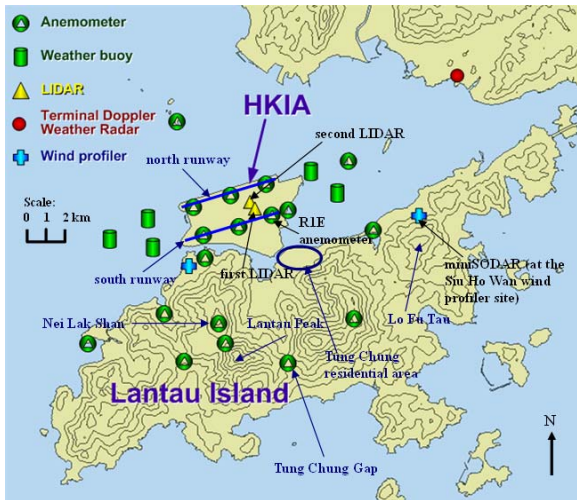 Anemometer
Weather buoy
LIDAR
Terminal Doppler
Weather Radar
Wind profiler
Scale:
0 1 2 km
HKIA
second LIDAR
north runway
R1E
anemometer
south runway
first LIDAR
miniSODAR (at the
Siu Ho Wan wind
profiler site)
Nei Lak Shan
Lantau Peak
Lo Fu Tau
Tung Chung
residential area
Lantau Island
Tung Chung Gap
N